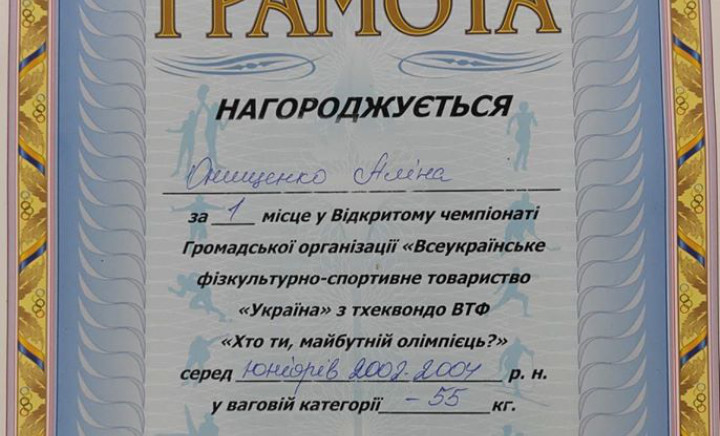 ГРАМОТА
НАГОРОДЖУЄТЬСЯ
Онищенко Аліна
за 1 місце у Відкритому чемпіонаті
Громадської організації «Всеукраїнське
фізкультурно-спортивне товариство
«Україна» з тхеквондо ВТФ
«Хто ти, майбутній олімпієць?»
серед юніорів 2002-2004 р. н.
у ваговій категорії -55 кг.